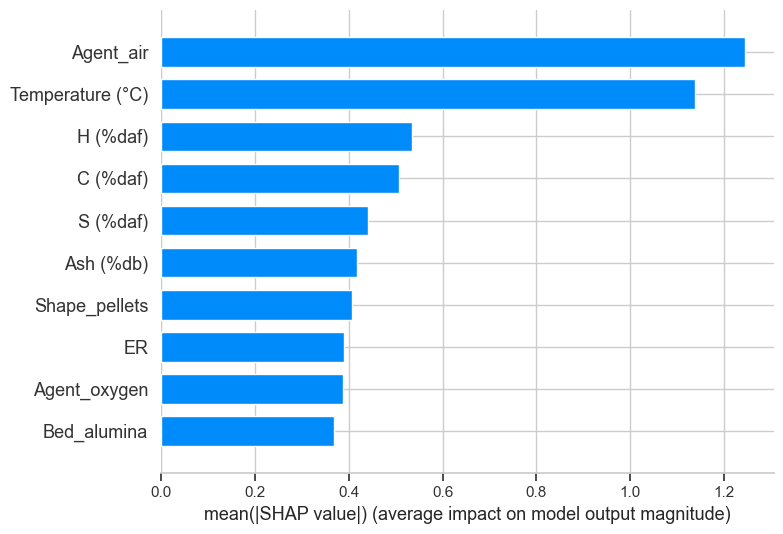 Agent_air
Temperature (°C)
H (%daf)
C (%daf)
S (%daf)
Ash (%db)
Shape_pellets
ER
Agent_oxygen
Bed_alumina
0.0 0.2 0.4 0.6 0.8 1.0 1.2
mean(|SHAP value|) (average impact on model output magnitude)